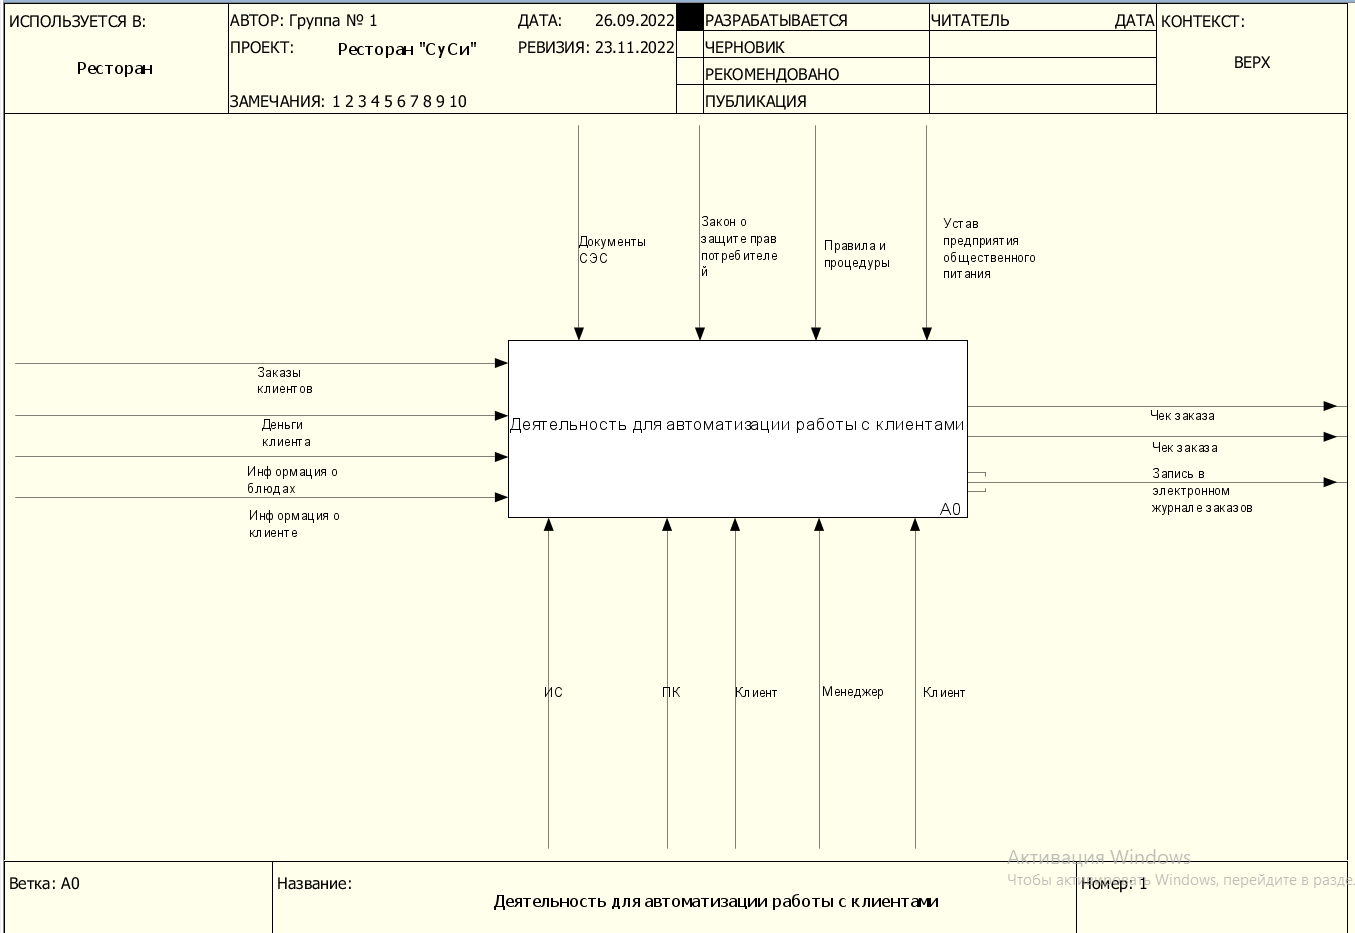 ИСПОЛЬЗУЕТСЯ В:
Ресторан
АВТОР: Группа № 1
ДАТА: 26.09.2022
ПРОЕКТ: Ресторан "СуСи"
РЕВИЗИЯ: 23.11.2022
ЗАМЕЧАНИЯ: 1 2 3 4 5 6 7 8 9 10
РАЗРАБАТЫВАЕТСЯ
ЧЕРНОВИК
РЕКОМЕНДОВАНО
ПУБЛИКАЦИЯ
ЧИТАТЕЛЬ ДАТА
КОНТЕКСТ:
ВЕРХ
Документы
СЭС
Закон о
защите прав
потребителе
й
Правила и
процедуры
Устав
предприятия
общественного
питания
Заказы
клиентов
Деньги
клиента
Информация о
блюдах
Информация о
клиенте
Деятельность для автоматизации работы с клиентами
A0
Чек заказа
Чек заказа
Запись в
электронном
журнале заказов
ИС
ПК
Клиент
Менеджер
Клиент
Активация Windows
Чтобы активировать Windows, перейдите в разде
Ветка: A0
Название:
Деятельность для автоматизации работы с клиентами
Номер: 1